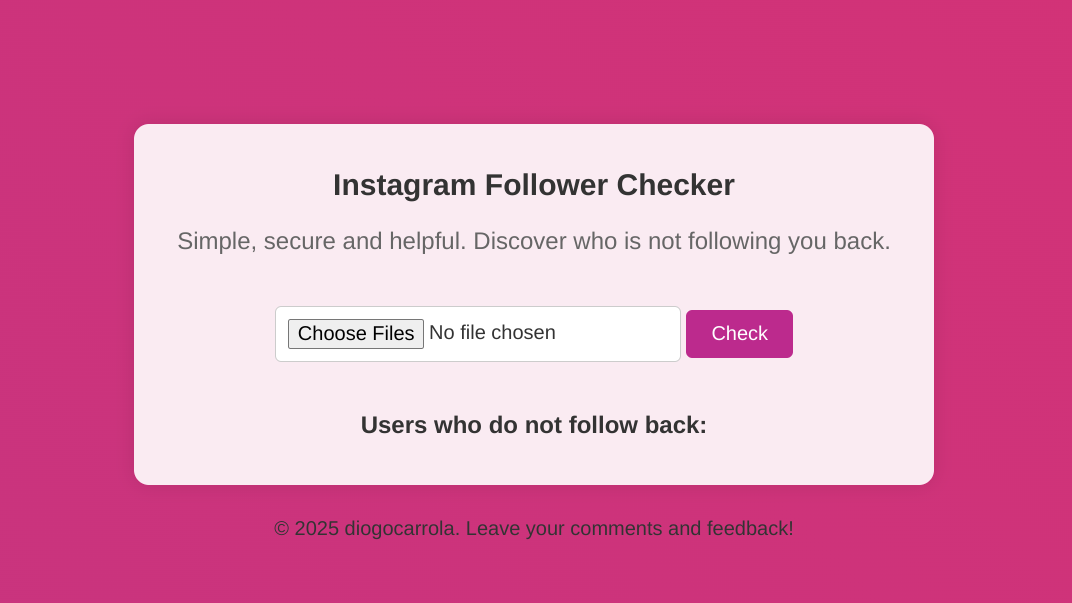 Instagram Follower Checker
Simple, secure and helpful. Discover who is not following you back.
Choose Files No file chosen Check
Users who do not follow back:
© 2025 diogocarrola. Leave your comments and feedback!